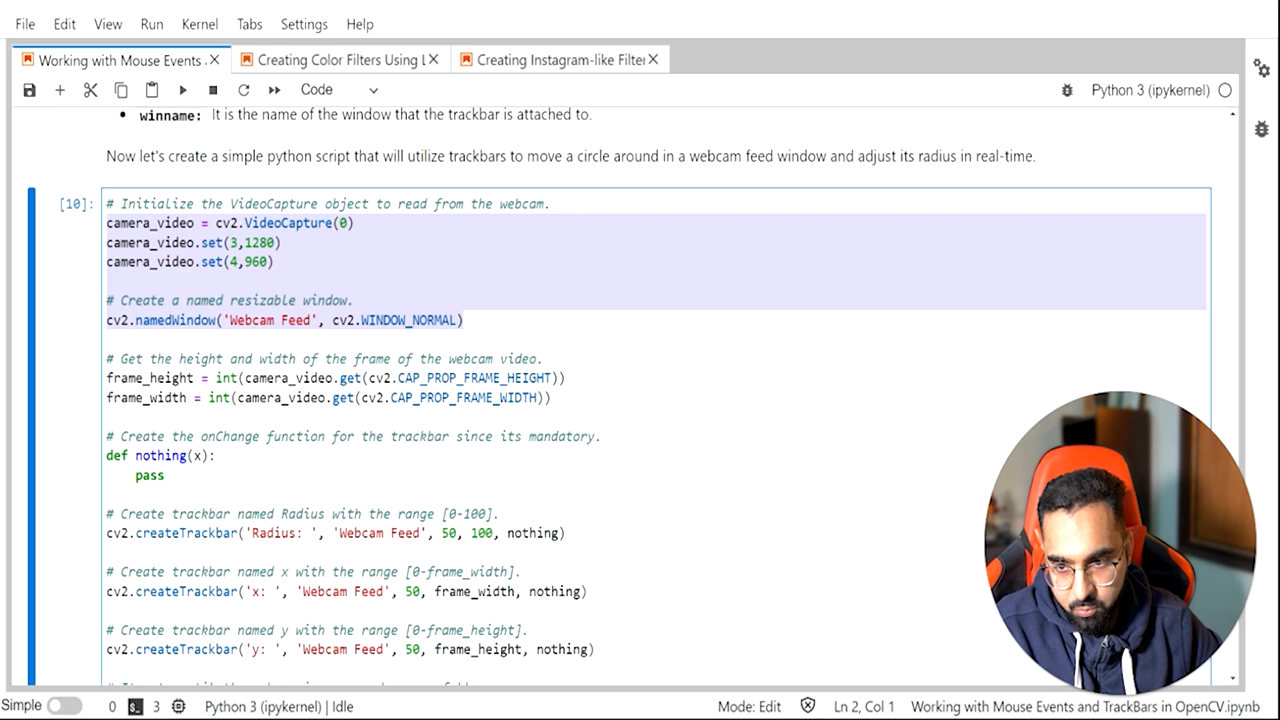 File Edit View Run Kernel Tabs Settings Help
Working with Mouse Events . Creating Color Filters Using L Creating Instagram-like Filter
Code Python 3 (ipykernel)
• winname: It is the name of the window that the trackbar is attached to.
Now let's create a simple python script that will utilize trackbars to move a circle around in a webcam feed window and adjust its radius in real-time.
[10]: # Initialize the VideoCapture object to read from the webcam.
camera_video = cv2.VideoCapture(0)
camera_video.set(3,1280)
camera_video.set(4,960)
# Create a named resizable window.
cv2.namedWindow('Webcam Feed', cv2.WINDOW_NORMAL)
# Get the height and width of the frame of the webcam video.
frame_height = int(camera_video.get(cv2.CAP_PROP_FRAME_HEIGHT))
frame_width = int(camera_video.get(cv2.CAP_PROP_FRAME_WIDTH))
# Create the onChange function for the trackbar since its mandatory.
def nothing(x):
    pass
# Create trackbar named Radius with the range [0-100].
cv2.createTrackbar('Radius: ', 'Webcam Feed', 50, 100, nothing)
# Create trackbar named x with the range [0-frame_width].
cv2.createTrackbar('x: ', 'Webcam Feed', 50, frame_width, nothing)
# Create trackbar named y with the range [0-frame_height].
cv2.createTrackbar('y: ', 'Webcam Feed', 50, frame_height, nothing)
Simple 0 3 Python 3 (ipykernel) | Idle Mode: Edit Ln 2, Col 1 Working with Mouse Events and TrackBars in OpenCV.ipynb